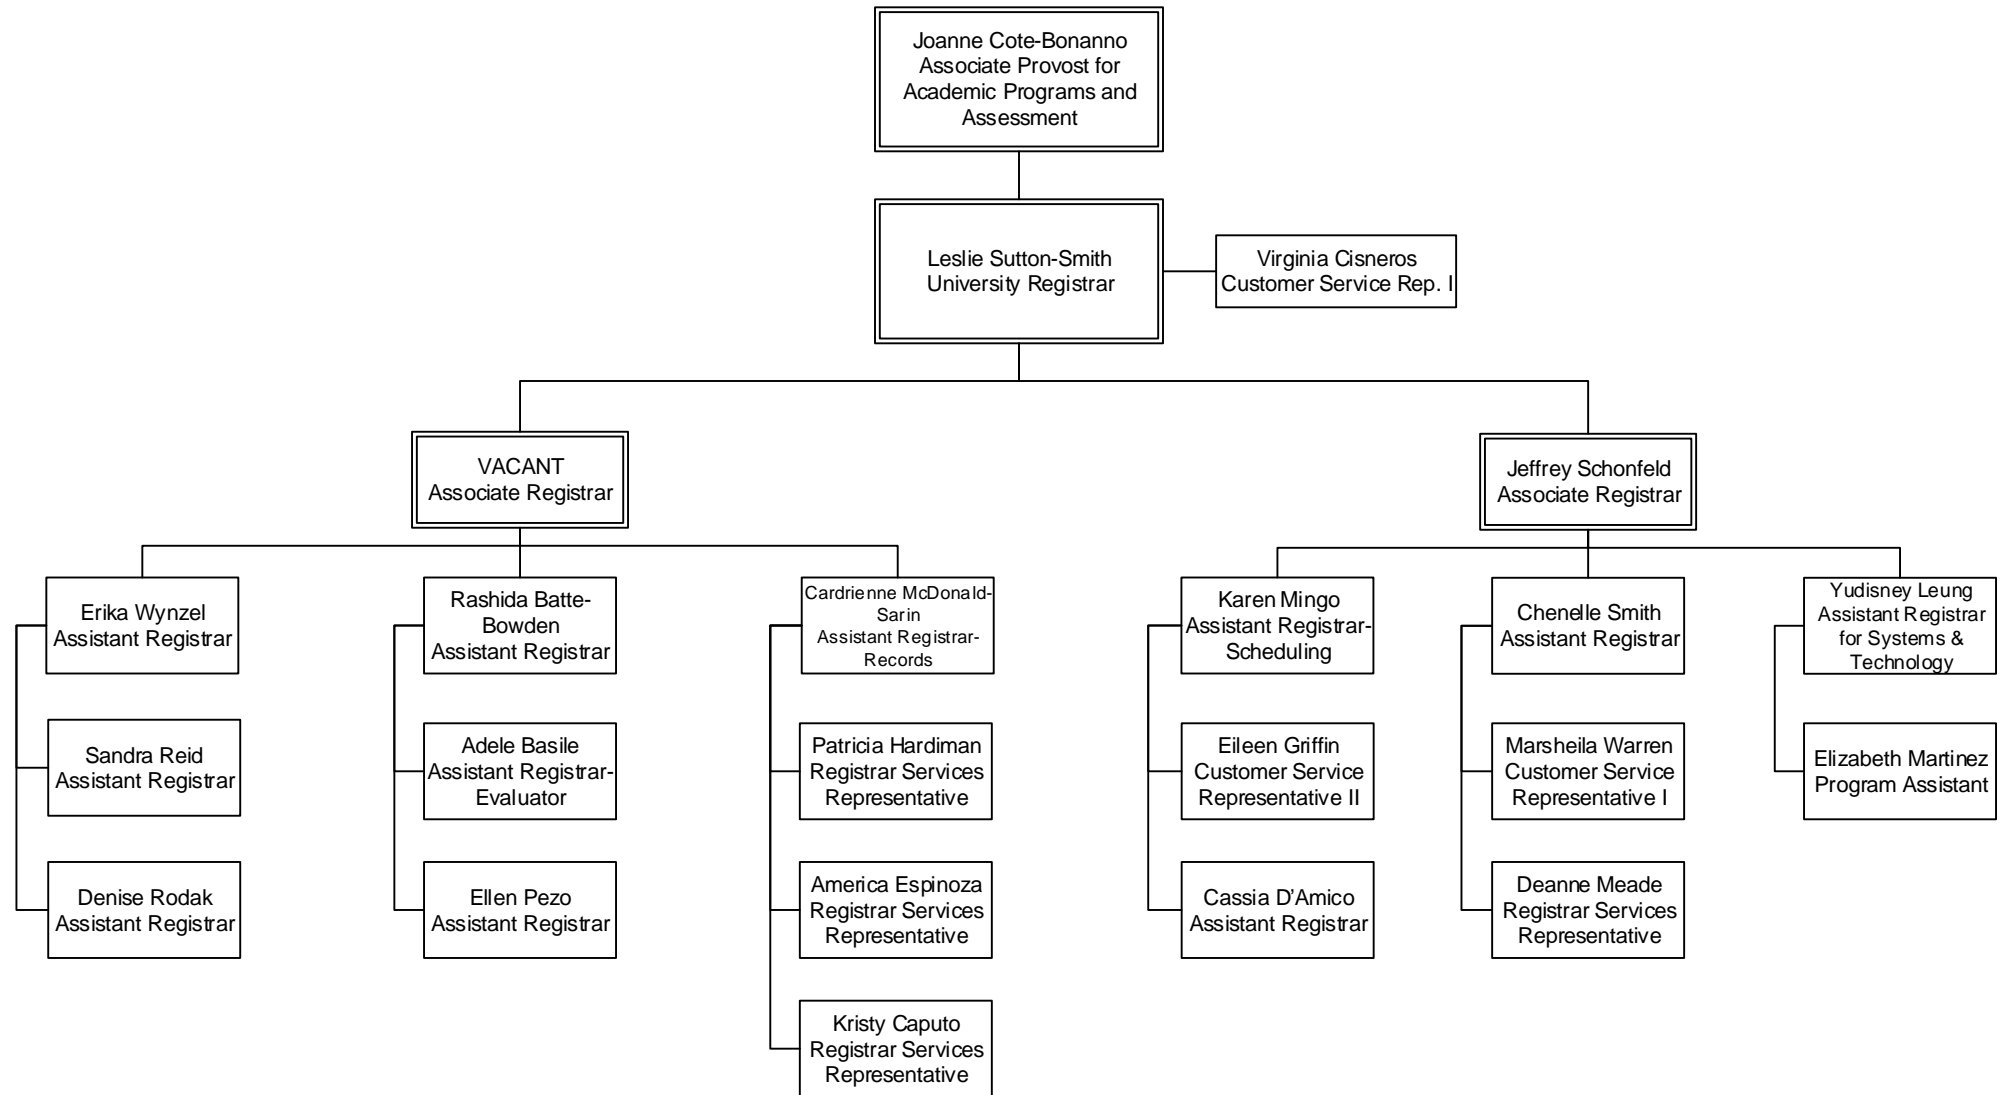 Joanne Cote-Bonanno
Associate Provost for
Academic Programs and
Assessment
Leslie Sutton-Smith
University Registrar
Virginia Cisneros
Customer Service Rep. I
VACANT
Associate Registrar
Jeffrey Schonfeld
Associate Registrar
Erika Wynzel
Assistant Registrar
Rashida Batte-
Bowden
Assistant Registrar
Cardrienne McDonald-
Sarin
Assistant Registrar-
Records
Karen Mingo
Assistant Registrar-
Scheduling
Chenelle Smith
Assistant Registrar
Yudisney Leung
Assistant Registrar
for Systems &
Technology
Sandra Reid
Assistant Registrar
Adele Basile
Assistant Registrar-
Evaluator
Patricia Hardiman
Registrar Services
Representative
Eileen Griffin
Customer Service
Representative II
Marsheila Warren
Customer Service
Representative I
Elizabeth Martinez
Program Assistant
Denise Rodak
Assistant Registrar
Ellen Pezo
Assistant Registrar
America Espinoza
Registrar Services
Representative
Cassia D’Amico
Assistant Registrar
Deanne Meade
Registrar Services
Representative
Kristy Caputo
Registrar Services
Representative